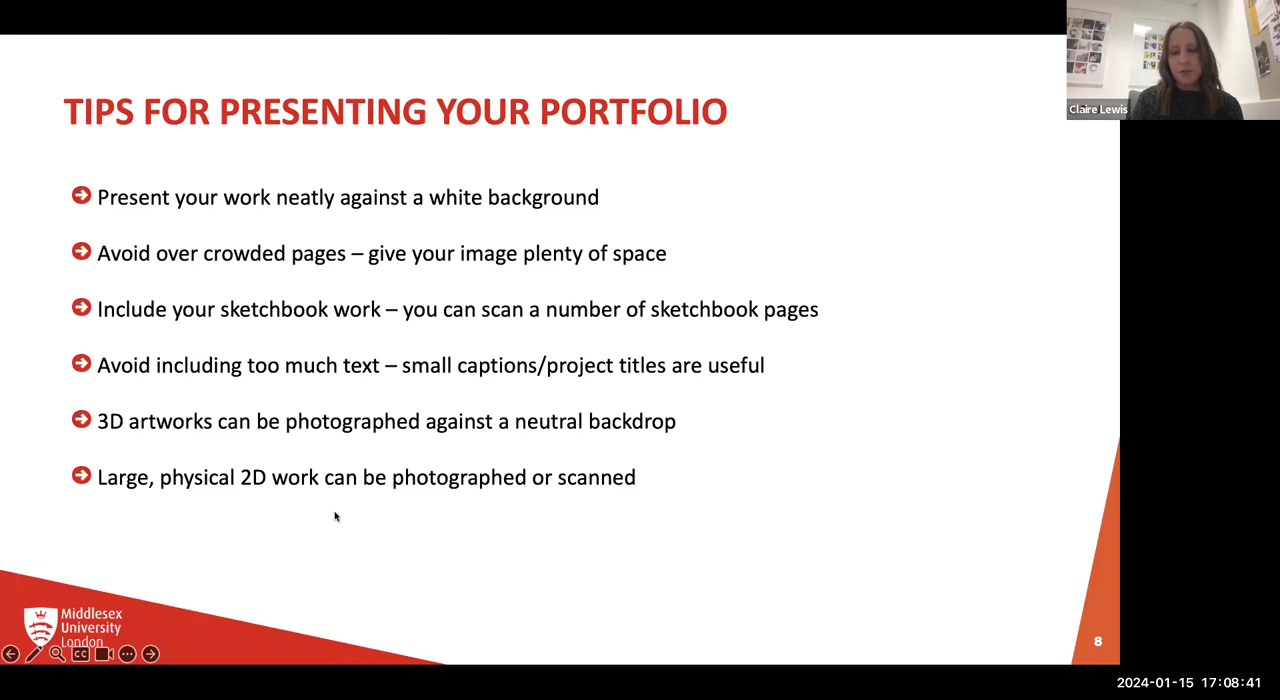 Claire Lewis
TIPS FOR PRESENTING YOUR PORTFOLIO
Present your work neatly against a white background
Avoid over crowded pages – give your image plenty of space
Include your sketchbook work – you can scan a number of sketchbook pages
Avoid including too much text – small captions/project titles are useful
3D artworks can be photographed against a neutral backdrop
Large, physical 2D work can be photographed or scanned
Middlesex
University
London
CC
8
2024-01-15 17:08:41